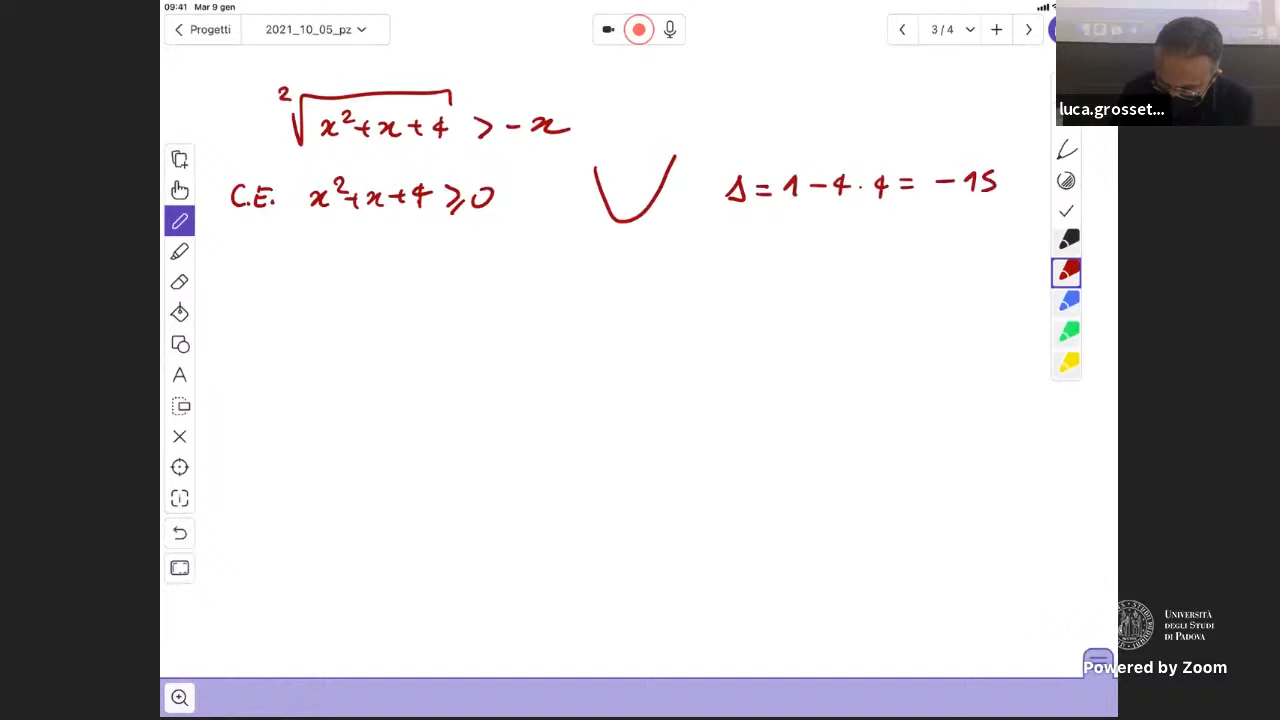 09:41 Mar 9 gen
Progetti
2021_10_05_pz
3 / 4
luca.grosset...
²√x²+x+4 > -x
C.E. x²+x+4 ⩾ 0
Δ = 1 - 4 · 4 = -15
A
UNIVERSITÀ
DEGLI STUDI
DI PADOVA
Powered by Zoom